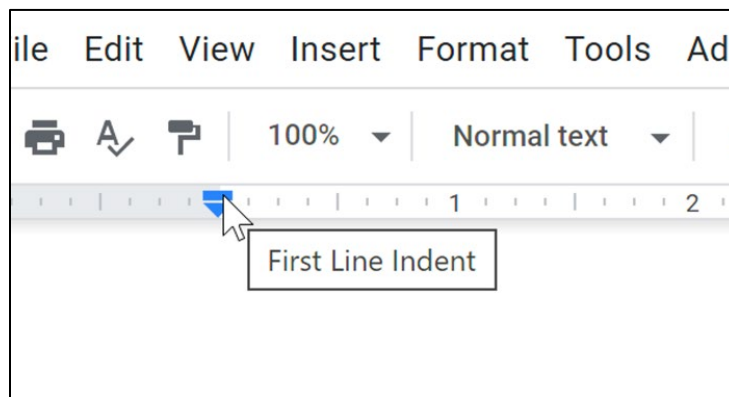 ile Edit View Insert Format Tools Ad
100% Normal text
1 2
First Line Indent